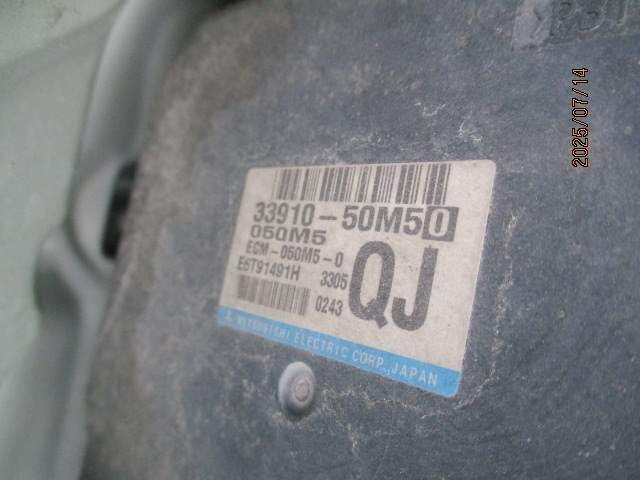 2025/07/14
33910-50M50
050M5
ECM-050M5-0
E6T91491H 3305
0243
QJ
MITSUBISHI ELECTRIC CORP. JAPAN